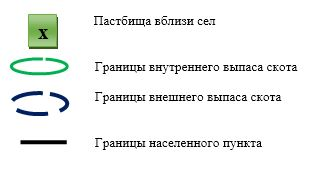 x
Пастбища вблизи сел
Границы внутреннего выпаса скота
Границы внешнего выпаса скота
Границы населенного пункта